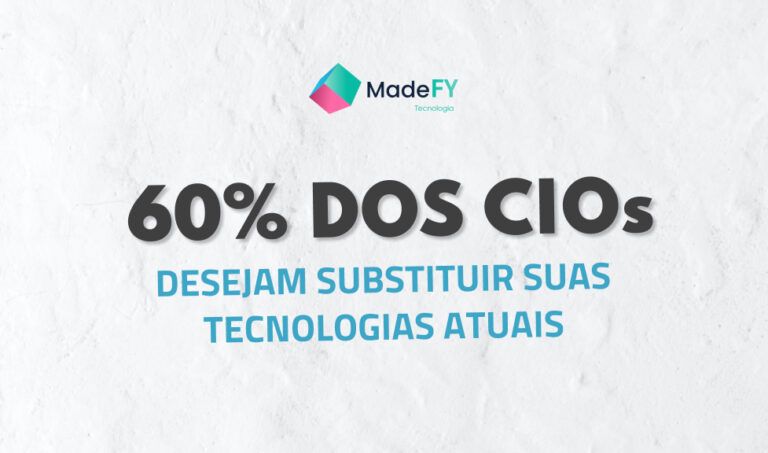 MadeFY
Tecnologia
60% DOS CIOs
DESEJAM SUBSTITUIR SUAS
TECNOLOGIAS ATUAIS